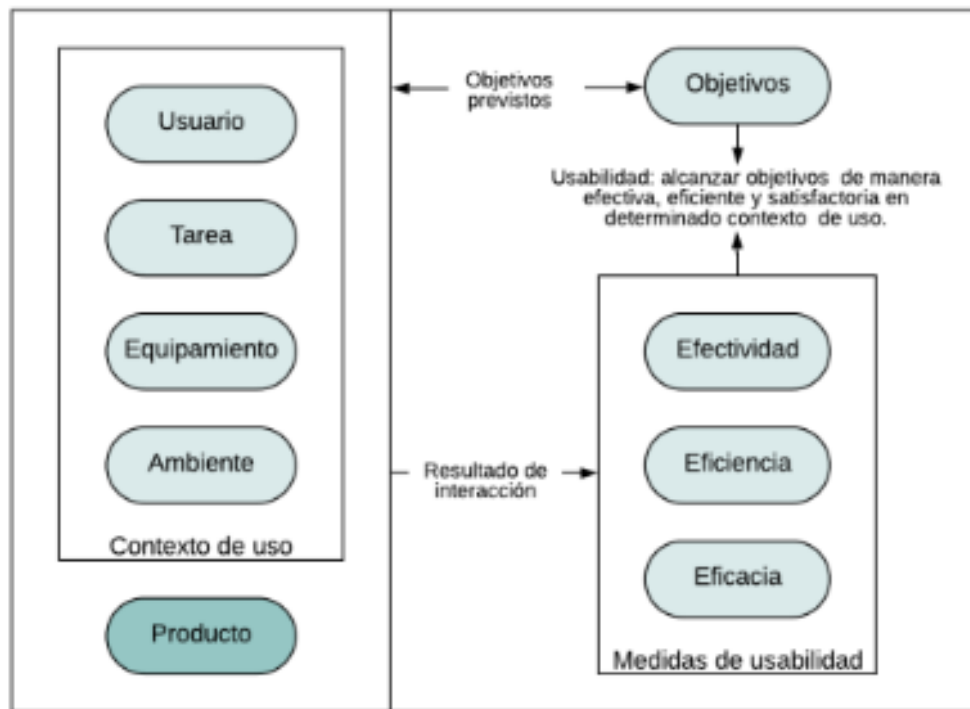 Usuario
Tarea
Equipamiento
Ambiente
Contexto de uso
Producto
Objetivos
previstos
Objetivos
Usabilidad: alcanzar objetivos de manera
efectiva, eficiente y satisfactoria en
determinado contexto de uso.
Resultado de
interacción
Efectividad
Eficiencia
Eficacia
Medidas de usabilidad